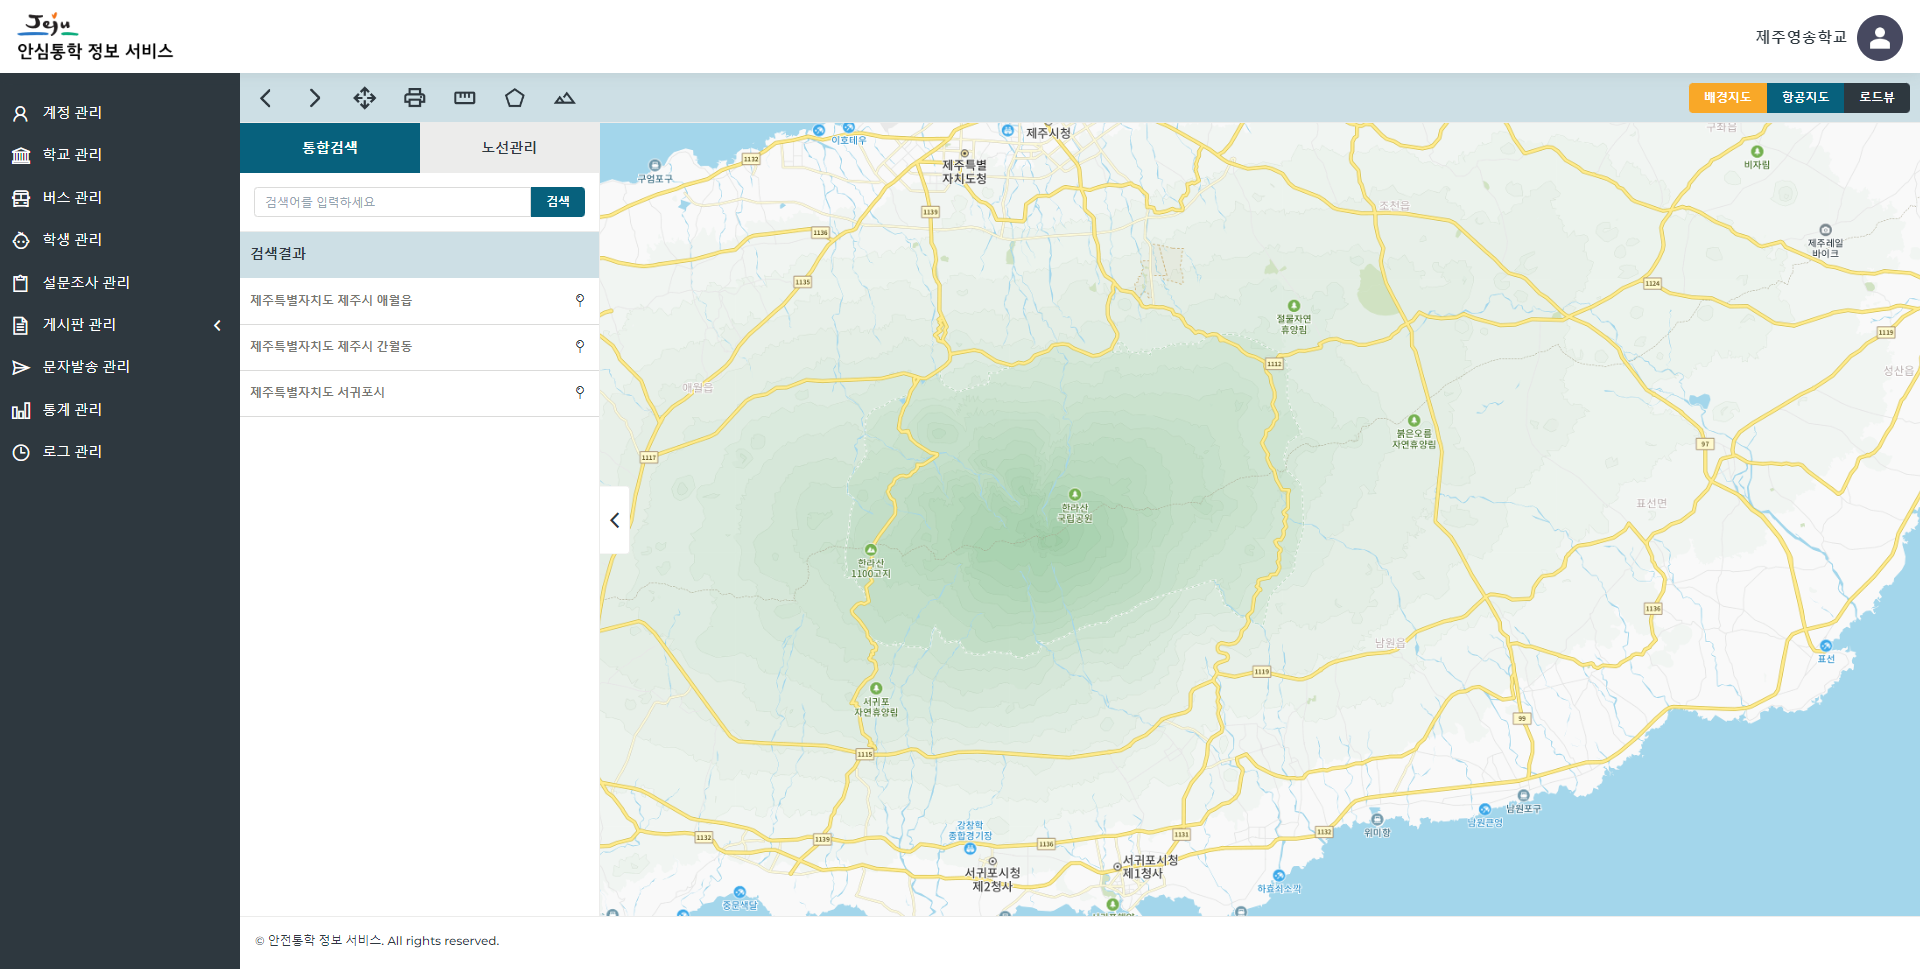 Jeju
안심통학 정보 서비스
제주영송학교
계정 관리
학교 관리
버스 관리
학생 관리
설문조사 관리
게시판 관리
문자발송 관리
통계 관리
로그 관리
배경지도
항공지도
로드뷰
통합검색
노선관리
검색어를 입력하세요
검색
검색결과
제주특별자치도 제주시 애월읍
제주특별자치도 제주시 간월동
제주특별자치도 서귀포시
이호테우
제주시청
구좌읍
1132
구엄포구
제주특별
자치도청
비자림
1139
조천읍
1136
제주레일
바이크
1135
1124
절물자연
휴양림
1119
1112
애월읍
성산읍
붉은오름
자연휴양림
97
1117
한라산
국립공원
표선면
한라산
1100고지
1136
남원읍
표선
1119
서귀포
자연휴양림
99
1115
남원포구
남원큰엉
위미항
강창학
종합경기장
1132
1139
1136
1131
1132
서귀포시청
제1청사
서귀포시청
제2청사
하효쇠소깍
중문색달
© 안전통학 정보 서비스. All rights reserved.